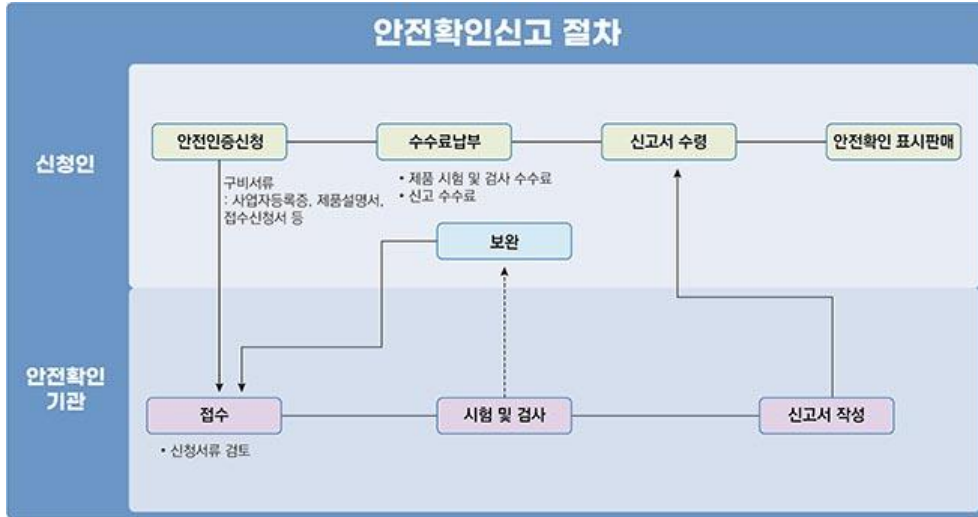 안전확인신고 절차
신청인
안전인증신청
수수료납부
신고서 수령
안전확인 표시판매
구비서류
: 사업자등록증, 제품설명서,
접수신청서 등
• 제품 시험 및 검사 수수료
• 신고 수수료
보완
안전확인
기관
접수
시험 및 검사
신고서 작성
• 신청서류 검토